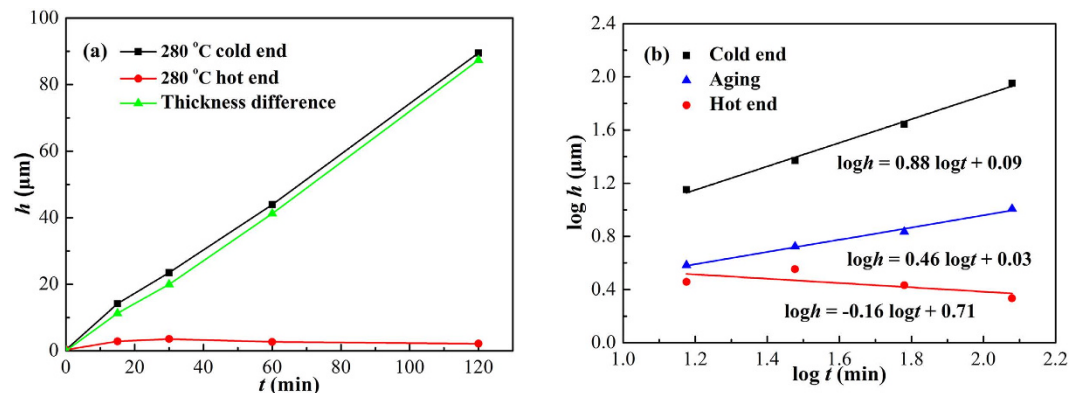 (a)
280 °C cold end
280 °C hot end
Thickness difference
h (μm)
100
80
60
40
20
0
0 20 40 60 80 100 120
t (min)
(b)
Cold end
Aging
Hot end
log h (μm)
2.4
2.0
1.6
1.2
0.8
0.4
0.0
logh = 0.88 logt + 0.09
logh = 0.46 logt + 0.03
logh = -0.16 logt + 0.71
1.0 1.2 1.4 1.6 1.8 2.0 2.2
log t (min)